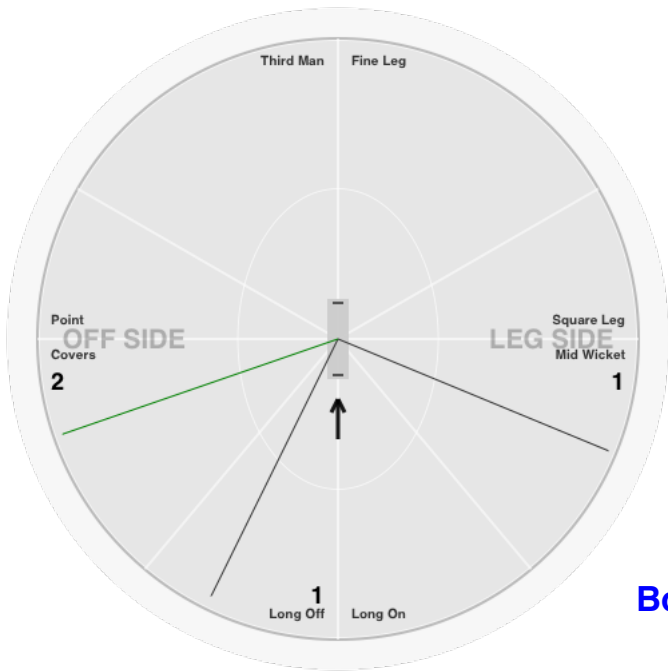 Third Man
Fine Leg
Point
OFF SIDE
Covers
2
Square Leg
LEG SIDE
Mid Wicket
1
1
Long Off
Long On